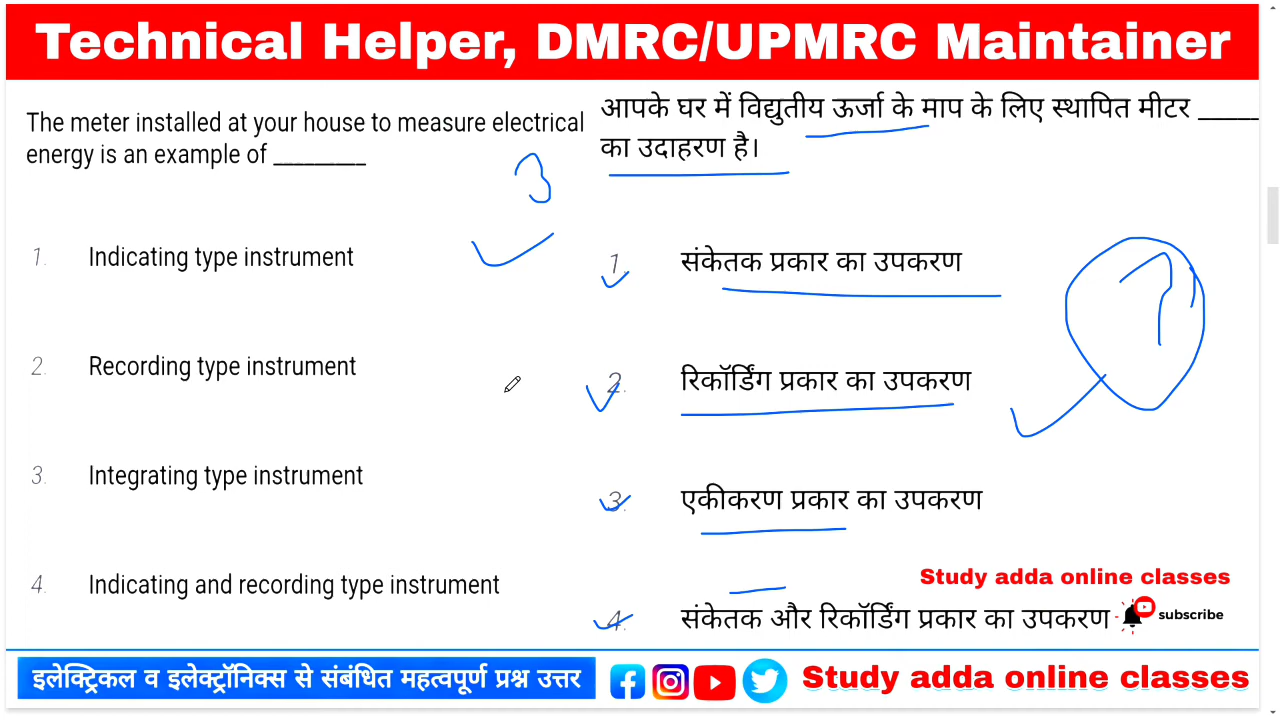 Technical Helper, DMRC/UPMRC Maintainer
The meter installed at your house to measure electrical
energy is an example of _________
3
1. Indicating type instrument
2. Recording type instrument
3. Integrating type instrument
4. Indicating and recording type instrument
आपके घर में विद्युतीय ऊर्जा के माप के लिए स्थापित मीटर _____
का उदाहरण है।
1. संकेतक प्रकार का उपकरण
2. रिकॉर्डिंग प्रकार का उपकरण
3. एकीकरण प्रकार का उपकरण
4. संकेतक और रिकॉर्डिंग प्रकार का उपकरण
Study adda online classes
subscribe
इलेक्ट्रिकल व इलेक्ट्रॉनिक्स से संबंधित महत्वपूर्ण प्रश्न उत्तर
Study adda online classes